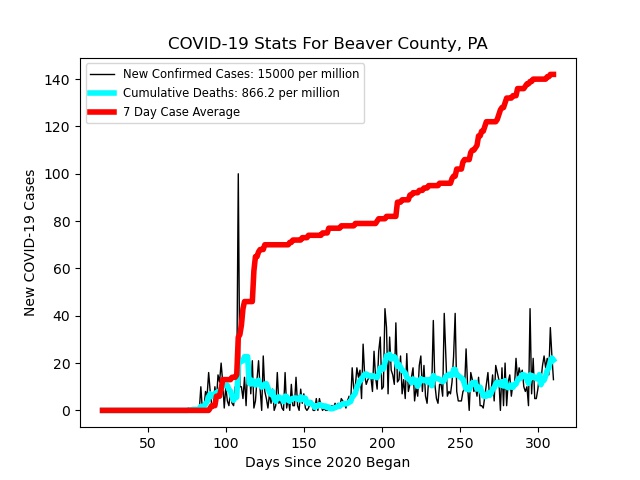 COVID-19 Stats For Beaver County, PA
New Confirmed Cases: 15000 per million
Cumulative Deaths: 866.2 per million
7 Day Case Average
New COVID-19 Cases
140
120
100
80
60
40
20
0
50
100
150
200
250
300
Days Since 2020 Began